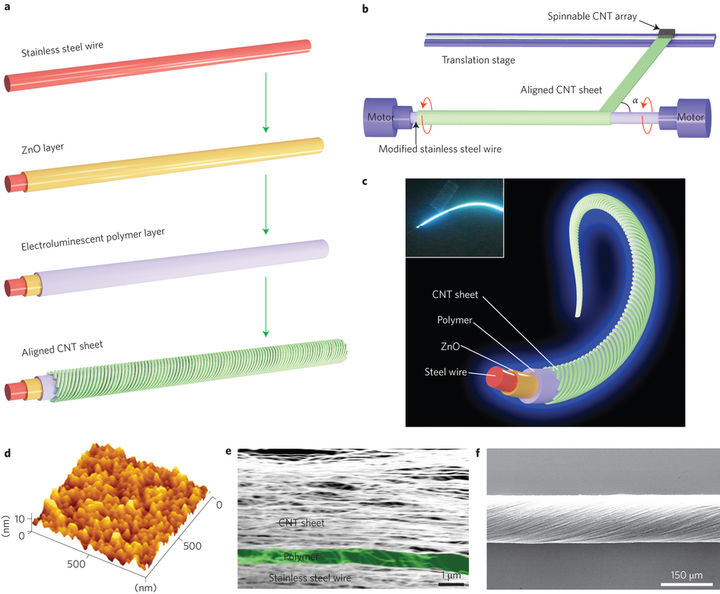 a
Stainless steel wire
ZnO layer
Electroluminescent polymer layer
Aligned CNT sheet
b
Spinnable CNT array
Translation stage
Aligned CNT sheet
α
Motor
Motor
Modified stainless steel wire
c
CNT sheet
Polymer
ZnO
Steel wire
d
10
(nm)
0
500
(nm)
500
0
e
CNT sheet
Polymer
Stainless steel wire
1 μm
f
150 μm